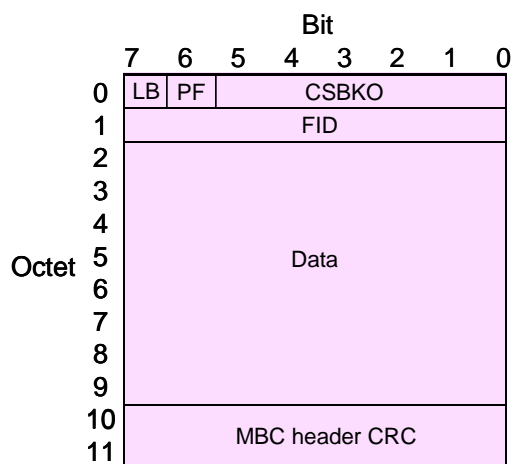 Bit
7 6 5 4 3 2 1 0
0 LB PF CSBKO
1 FID
2
3
4
Octet 5 Data
6
7
8
9
10
MBC header CRC
11